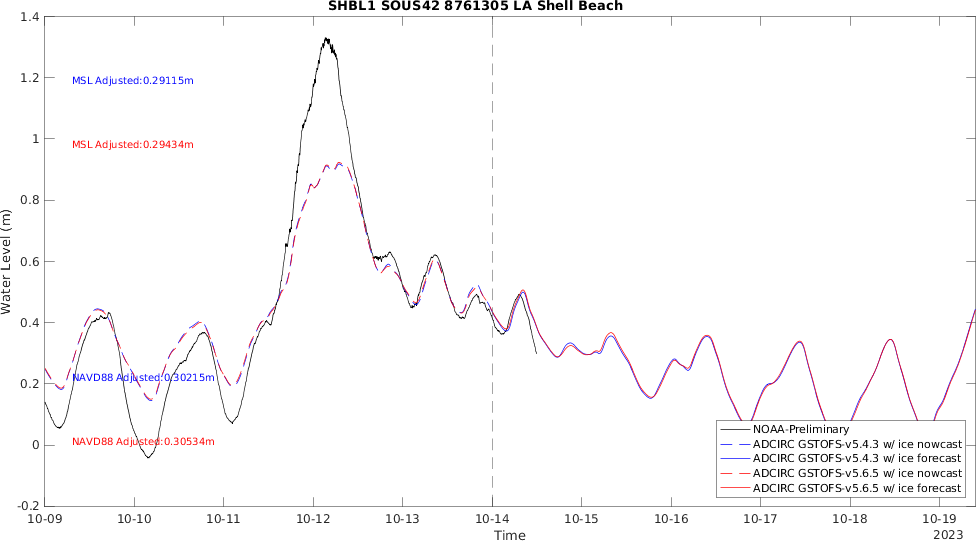 SHBL1 SOUS42 8761305 LA Shell Beach
1.4
1.2
1
0.8
0.6
0.4
0.2
0
-0.2
Water Level (m)
MSL Adjusted:0.29115m
MSL Adjusted:0.29434m
NAVD88 Adjusted:0.30215m
NAVD88 Adjusted:0.30534m
NOAA-Preliminary
ADCIRC GSTOFS-v5.4.3 w/ ice nowcast
ADCIRC GSTOFS-v5.4.3 w/ ice forecast
ADCIRC GSTOFS-v5.6.5 w/ ice nowcast
ADCIRC GSTOFS-v5.6.5 w/ ice forecast
10-09 10-10 10-11 10-12 10-13 10-14 10-15 10-16 10-17 10-18 10-19
Time
2023